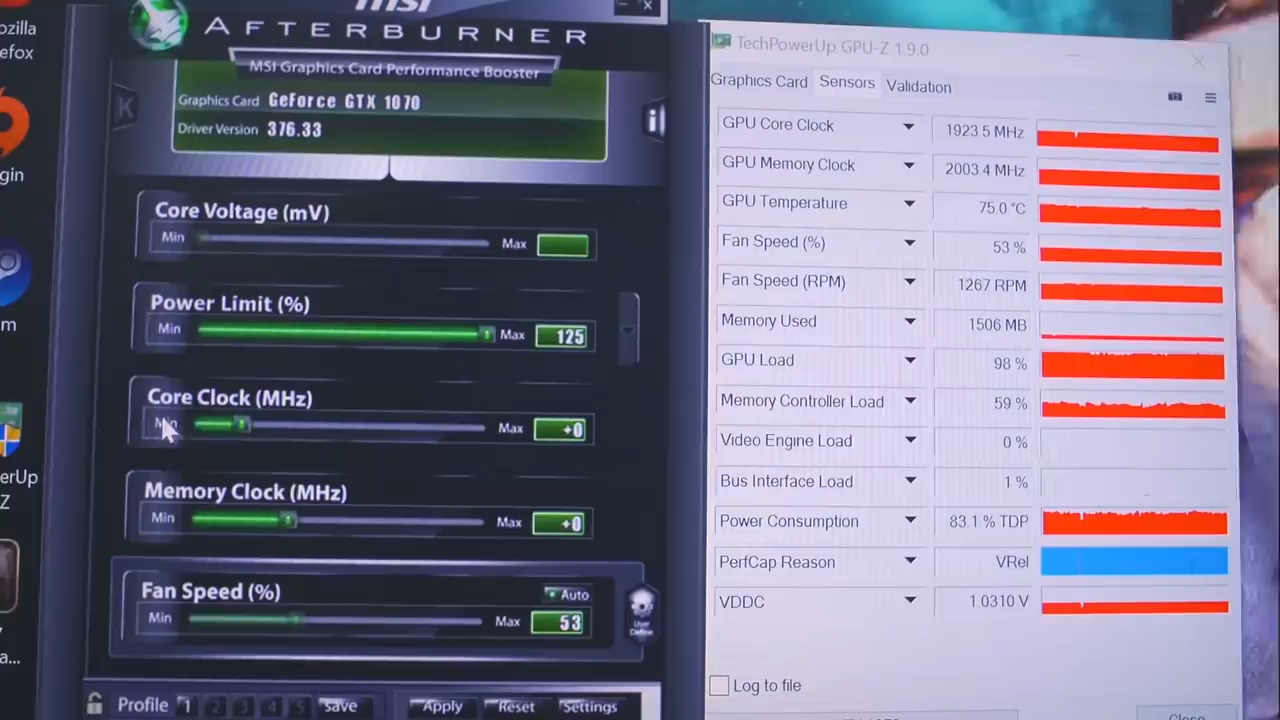 ozilla
efox
gin
m
erUp
Z
a...
msi
AFTERBURNER
MSI Graphics Card Performance Booster
Graphics Card GeForce GTX 1070
Driver Version 376.33
K
i
Core Voltage (mV)
Min Max
Power Limit (%)
Min Max 125
Core Clock (MHz)
Min Max +0
Memory Clock (MHz)
Min Max +0
Fan Speed (%)
Auto
Min Max 53
User
Define
Profile 1 2 3 4 5 Save Apply Reset Settings
TechPowerUp GPU-Z 1.9.0
Graphics Card Sensors Validation
GPU Core Clock 1923.5 MHz
GPU Memory Clock 2003.4 MHz
GPU Temperature 75.0 °C
Fan Speed (%) 53 %
Fan Speed (RPM) 1267 RPM
Memory Used 1506 MB
GPU Load 98 %
Memory Controller Load 59 %
Video Engine Load 0 %
Bus Interface Load 1 %
Power Consumption 83.1 % TDP
PerfCap Reason VRel
VDDC 1.0310 V
Log to file
Close